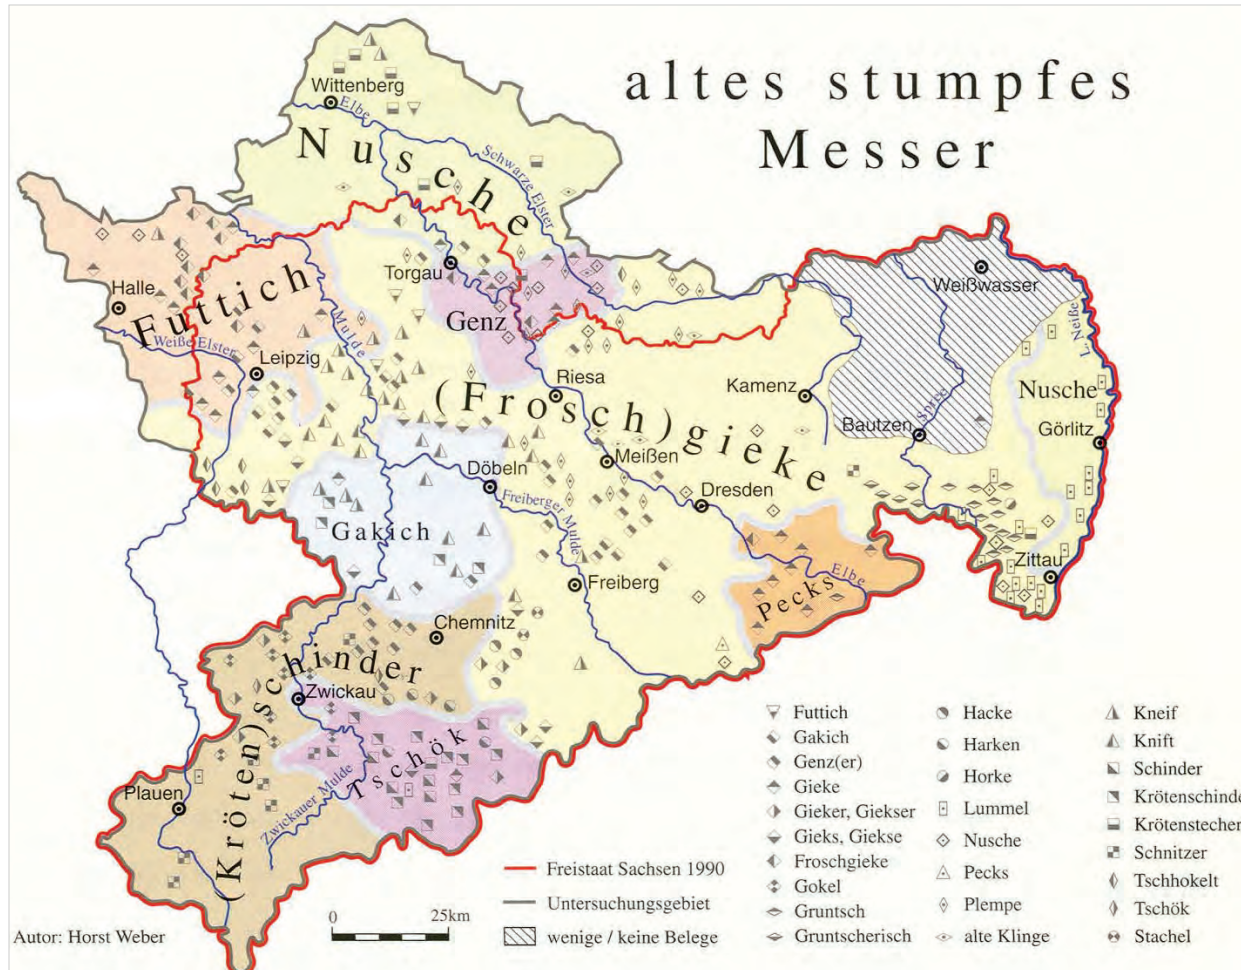 altes stumpfes
Messer
Wittenberg
Elbe
Nusche
Schwarze Elster
Torgau
Genz
Halle
Futtich
Weiße Elster
Mulde
Leipzig
Weißwasser
L. Neiße
Riesa
Kamenz
Nusche
(Frosch)gieke
Bautzen
Spree
Görlitz
Meißen
Döbeln
Dresden
Freiberger Mulde
Gakich
Zittau
Elbe
Pecks
Freiberg
Chemnitz
(Kröten)schinder
Zwickau
Tschök
Zwickauer Mulde
Plauen
Futtich
Gakich
Genz(er)
Gieke
Gieker, Giekser
Gieks, Giekse
Froschgieke
Gokel
Gruntsch
Gruntscherisch
Hacke
Harken
Horke
Lummel
Nusche
Pecks
Plempe
alte Klinge
Kneif
Knift
Schinder
Krötenschinde
Krötenstecher
Schnitzer
Tschhokelt
Tschök
Stachel
Freistaat Sachsen 1990
Untersuchungsgebiet
wenige / keine Belege
0 25km
Autor: Horst Weber